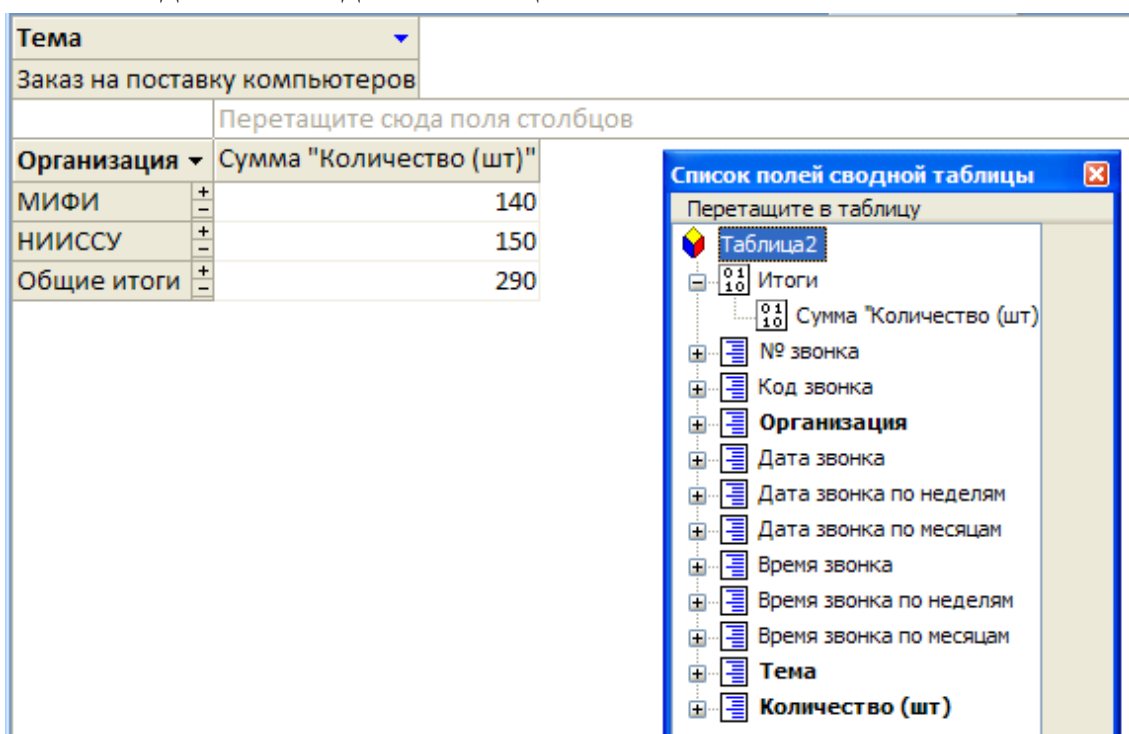 Тема
Заказ на поставку компьютеров
Перетащите сюда поля столбцов
Организация Сумма "Количество (шт)"
МИФИ 140
НИИССУ 150
Общие итоги 290
Список полей сводной таблицы
Перетащите в таблицу
Таблица2
Итоги
Сумма "Количество (шт)
№ звонка
Код звонка
Организация
Дата звонка
Дата звонка по неделям
Дата звонка по месяцам
Время звонка
Время звонка по неделям
Время звонка по месяцам
Тема
Количество (шт)